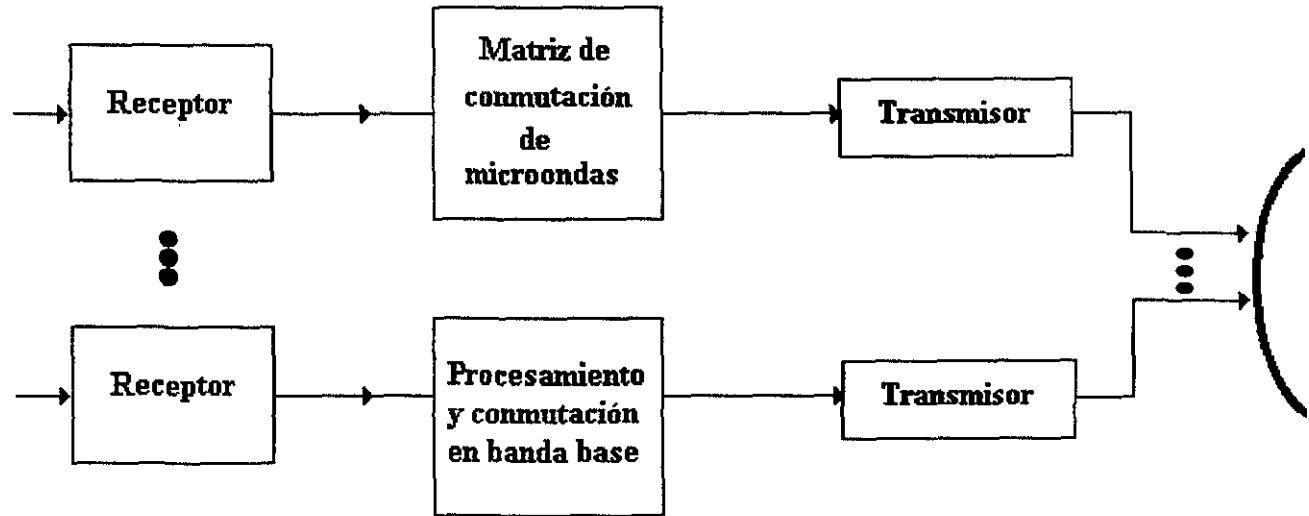 Receptor
Matriz de
conmutación
de
microondas
Transmisor
Receptor
Procesamiento
y conmutación
en banda base
Transmisor